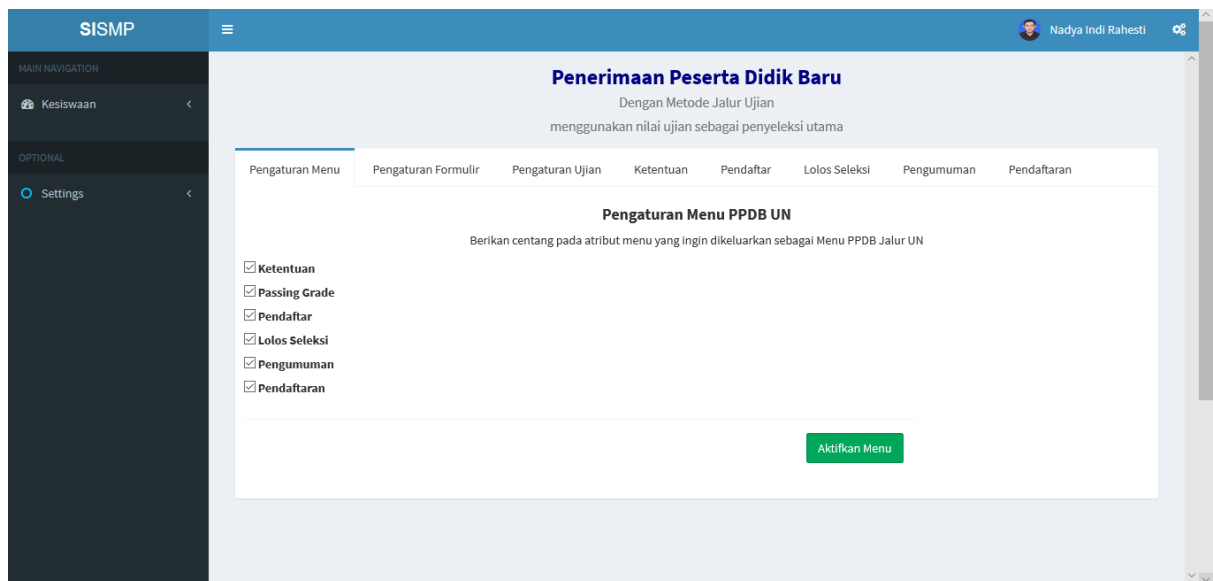 SISMP
Nadya Indi Rahesti
MAIN NAVIGATION
Kesiswaan
OPTIONAL
Settings
Penerimaan Peserta Didik Baru
Dengan Metode Jalur Ujian
menggunakan nilai ujian sebagai penyeleksi utama
Pengaturan Menu Pengaturan Formulir Pengaturan Ujian Ketentuan Pendaftar Lolos Seleksi Pengumuman Pendaftaran
Pengaturan Menu PPDB UN
Berikan centang pada atribut menu yang ingin dikeluarkan sebagai Menu PPDB Jalur UN
Ketentuan
Passing Grade
Pendaftar
Lolos Seleksi
Pengumuman
Pendaftaran
Aktifkan Menu